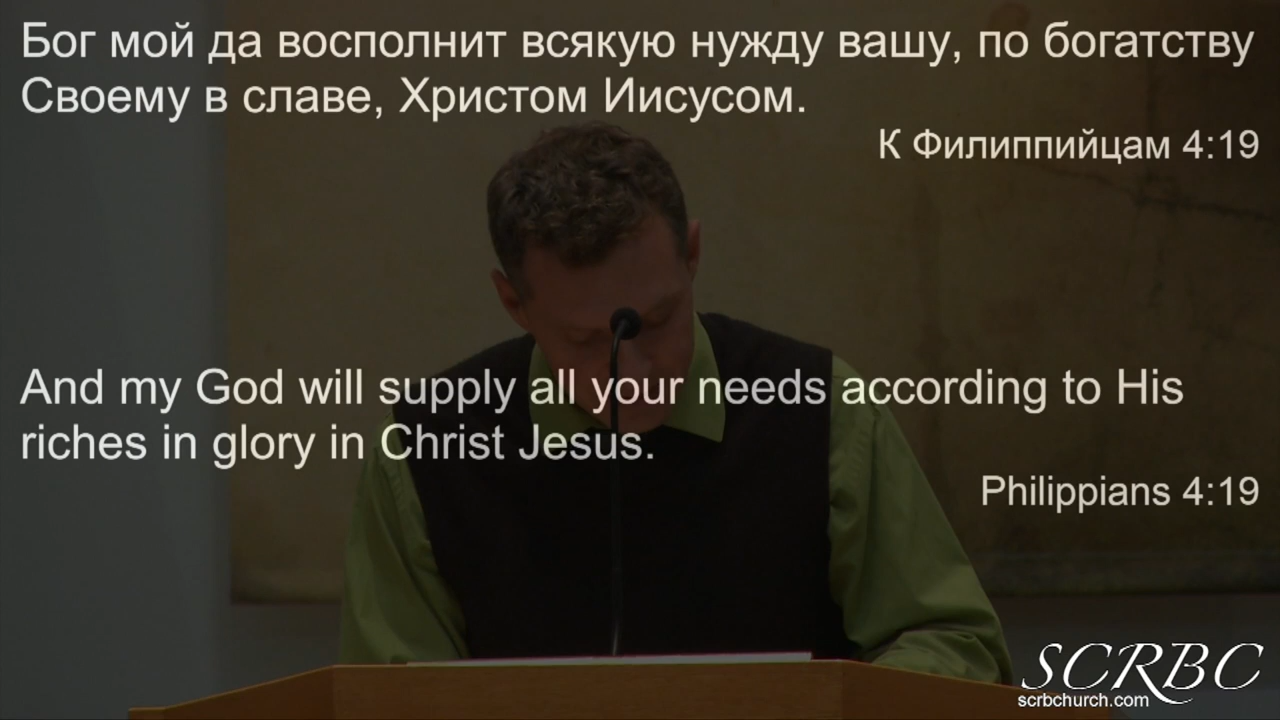 Бог мой да восполнит всякую нужду вашу, по богатству
Своему в славе, Христом Иисусом.
К Филиппийцам 4:19
And my God will supply all your needs according to His
riches in glory in Christ Jesus.
Philippians 4:19
SCRBC
scrbchurch.com